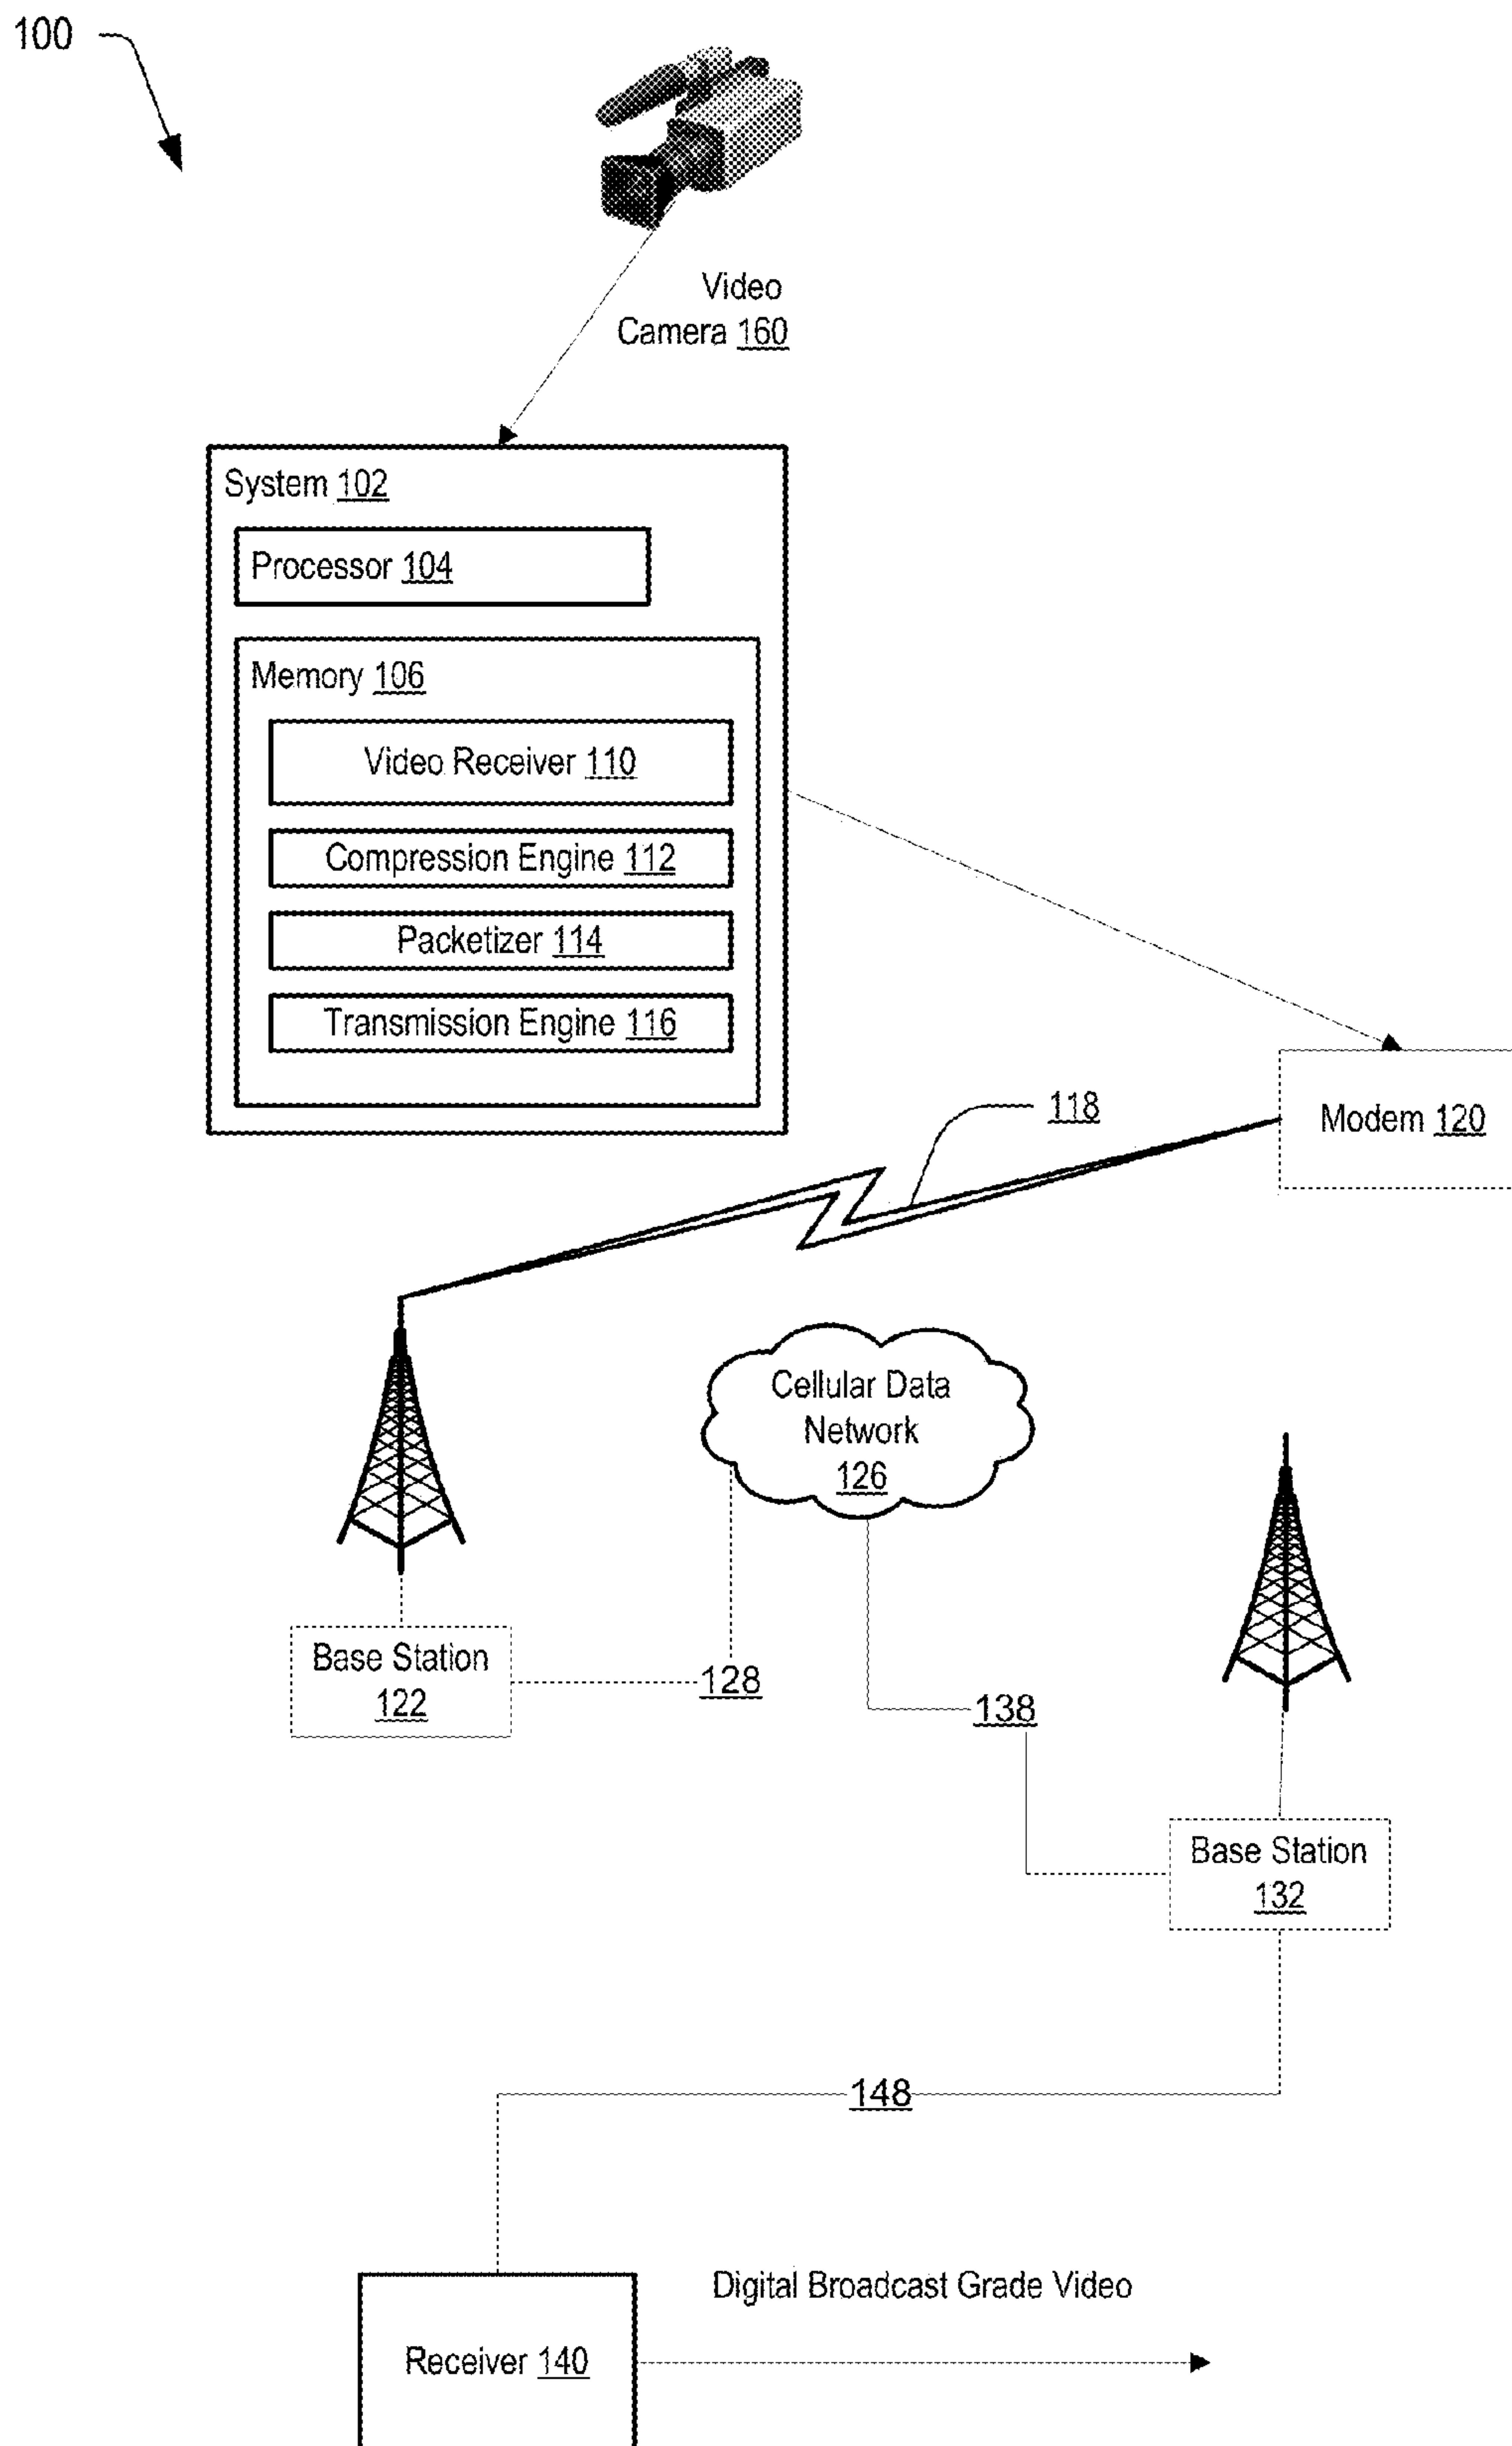 100
Video
Camera 160
System 102
Processor 104
Memory 106
Video Receiver 110
Compression Engine 112
Packetizer 114
Transmission Engine 116
118
Modem 120
Cellular Data
Network
126
Base Station
122
128
138
Base Station
132
148
Digital Broadcast Grade Video
Receiver 140